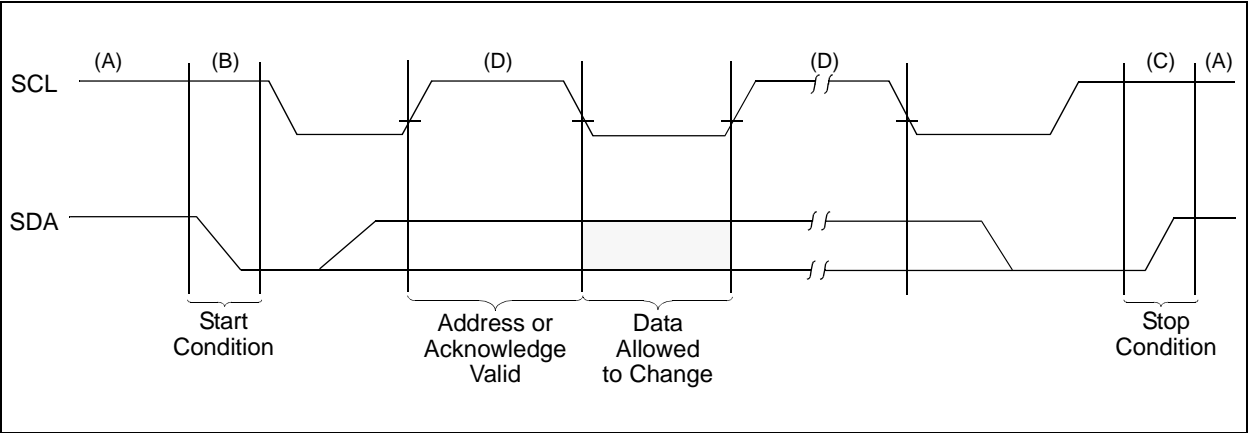 (A) (B) (D) (D) (C) (A)
SCL
SDA
Start
Condition
Address or
Acknowledge
Valid
Data
Allowed
to Change
Stop
Condition